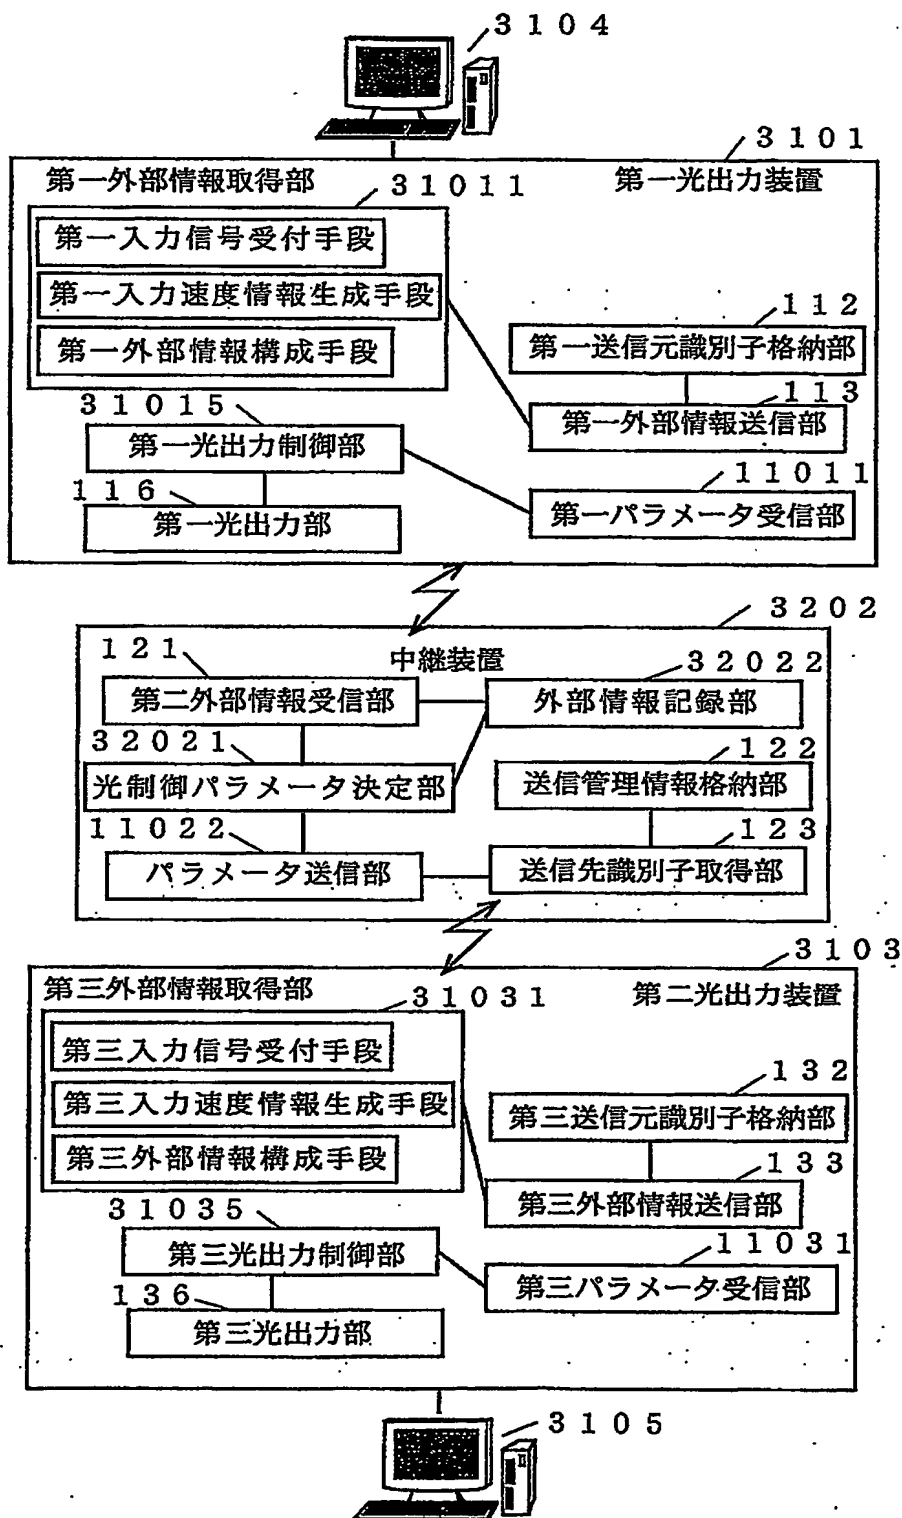 3104
3101
第一外部情報取得部
31011
第一光出力装置
第一入力信号受付手段
第一入力速度情報生成手段
第一外部情報構成手段
112
第一送信元識別子格納部
113
第一外部情報送信部
31015
第一光出力制御部
11011
第一パラメータ受信部
116
第一光出力部
3202
121
中継装置
32022
第二外部情報受信部
外部情報記録部
32021
光制御パラメータ決定部
122
送信管理情報格納部
11022
パラメータ送信部
123
送信先識別子取得部
3103
第三外部情報取得部
31031
第二光出力装置
第三入力信号受付手段
第三入力速度情報生成手段
第三外部情報構成手段
132
第三送信元識別子格納部
133
第三外部情報送信部
31035
第三光出力制御部
11031
第三パラメータ受信部
136
第三光出力部
3105